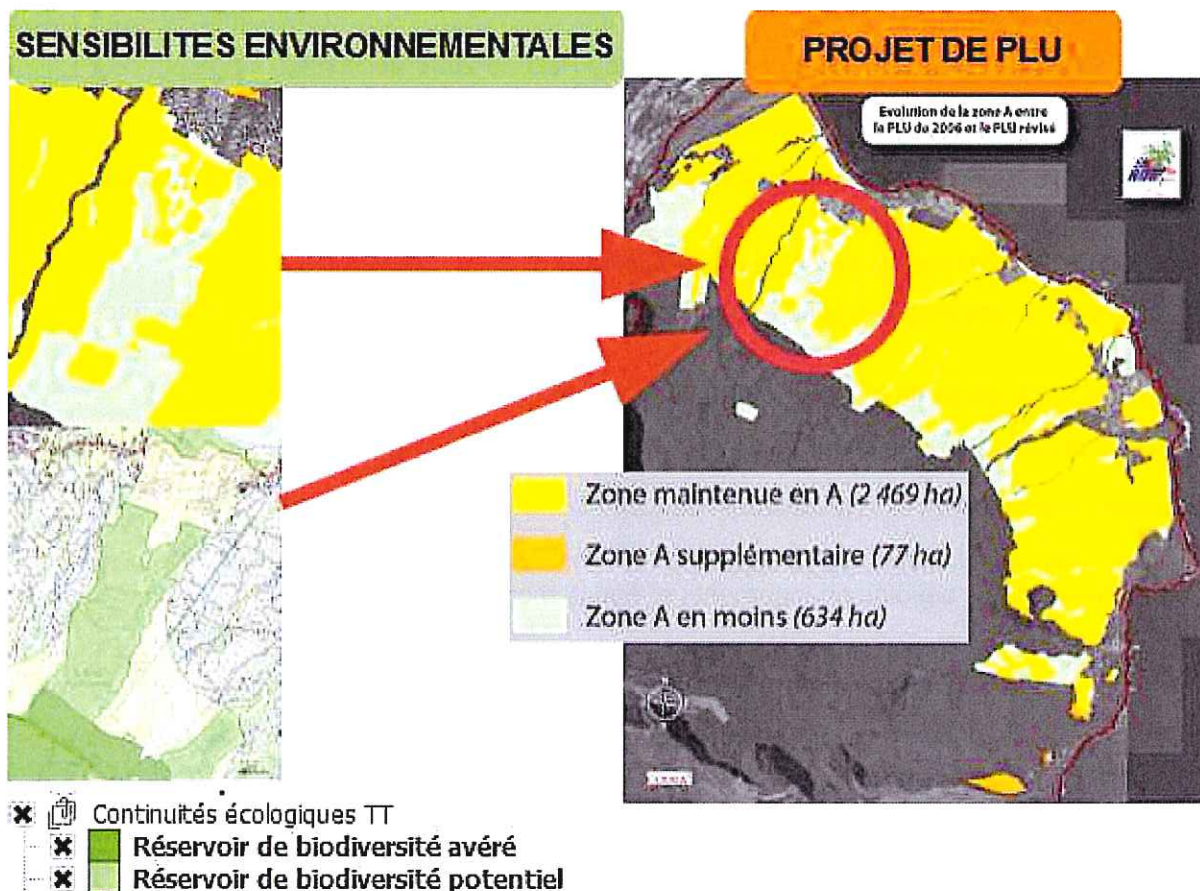 SENSIBILITES ENVIRONNEMENTALES
PROJET DE PLU
Evolution de la zone A entre
le PLU de 2006 et le PLU révisé
Zone maintenue en A (2 469 ha)
Zone A supplémentaire (77 ha)
Zone A en moins (634 ha)
Continuités écologiques TT
Réservoir de biodiversité avéré
Réservoir de biodiversité potentiel